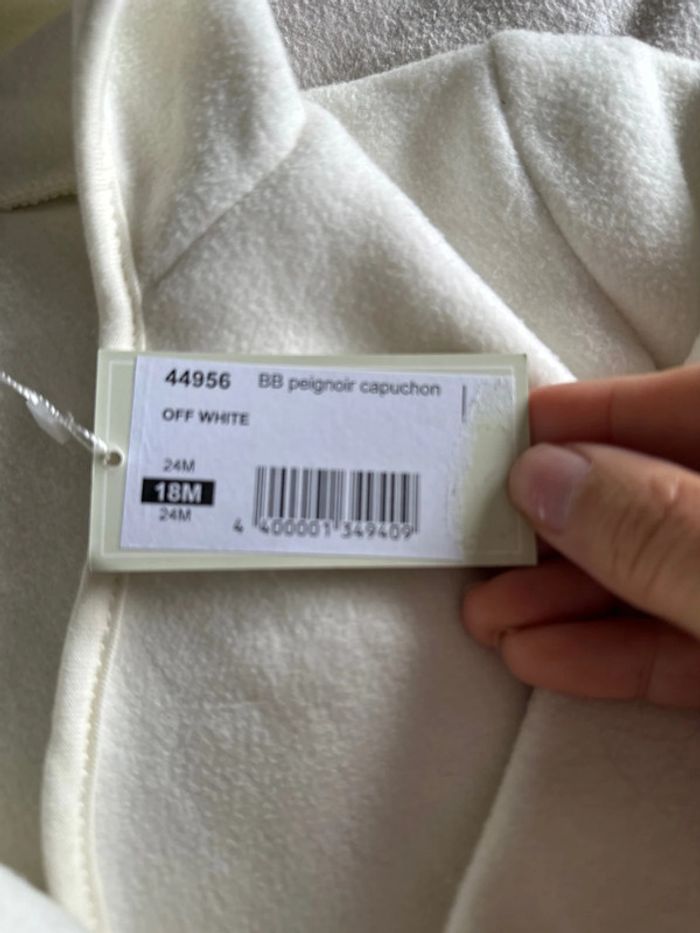 44956 BB peignoir capuchon
OFF WHITE
24M
18M
24M
4 400001 349409